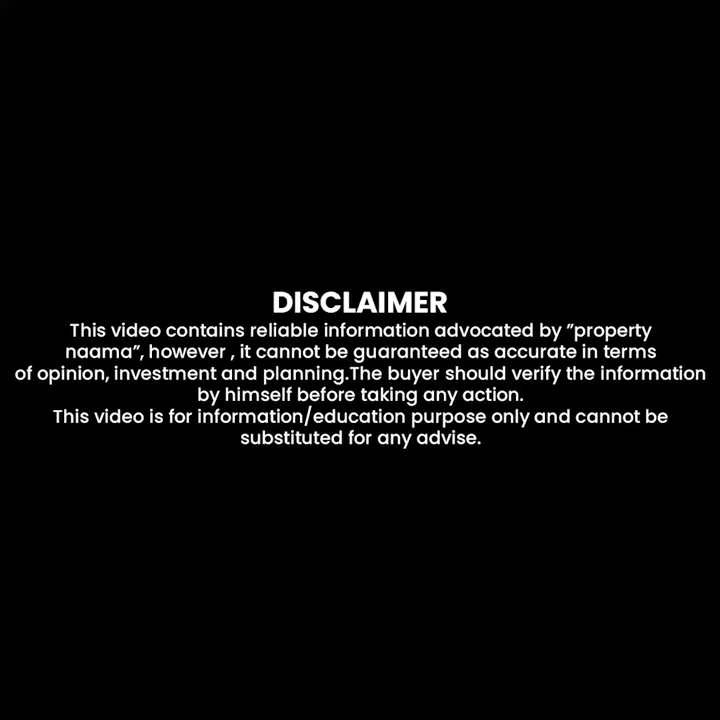 DISCLAIMER
This video contains reliable information advocated by ”property
naama”, however , it cannot be guaranteed as accurate in terms
of opinion, investment and planning.The buyer should verify the information
by himself before taking any action.
This video is for information/education purpose only and cannot be
substituted for any advise.